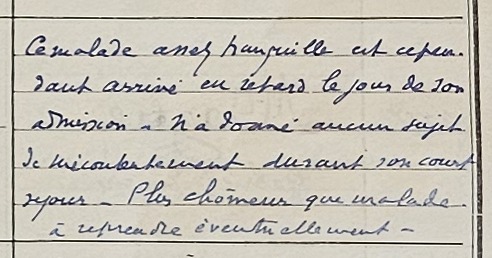 Ce malade assez tranquille est cepen-
dant arrivé en retard le jour de son
admission - N'a donné aucun sujet
de mécontentement durant son court
séjour - Plus chômeur que malade.
à reprendre éventuellement -